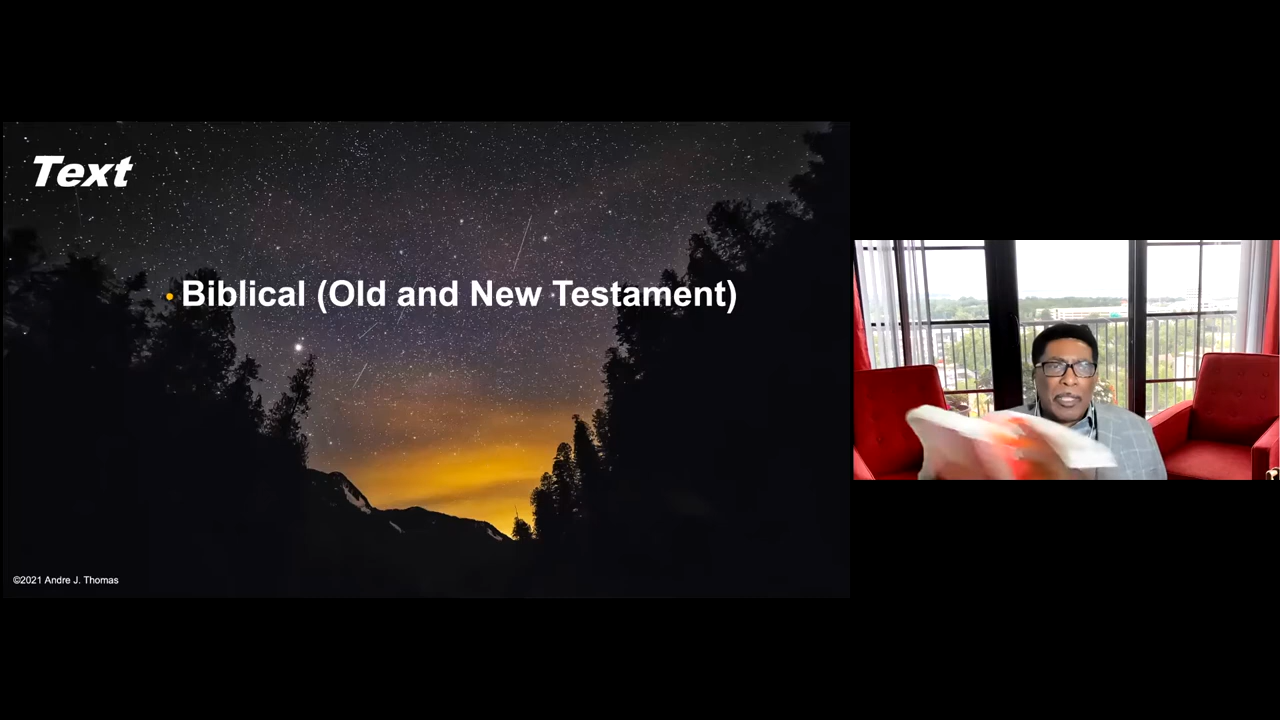 Text
• Biblical (Old and New Testament)
©2021 Andre J. Thomas